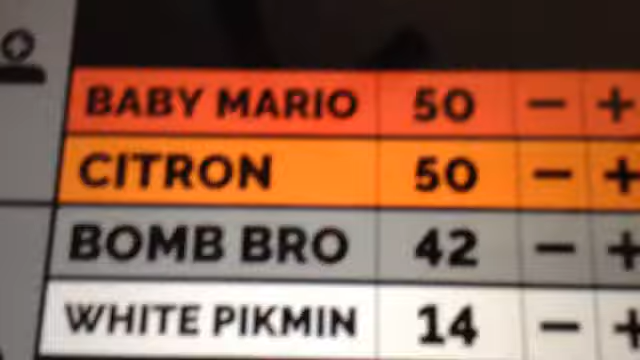 BABY MARIO 50 − +
CITRON 50 − +
BOMB BRO 42 − +
WHITE PIKMIN 14 − +